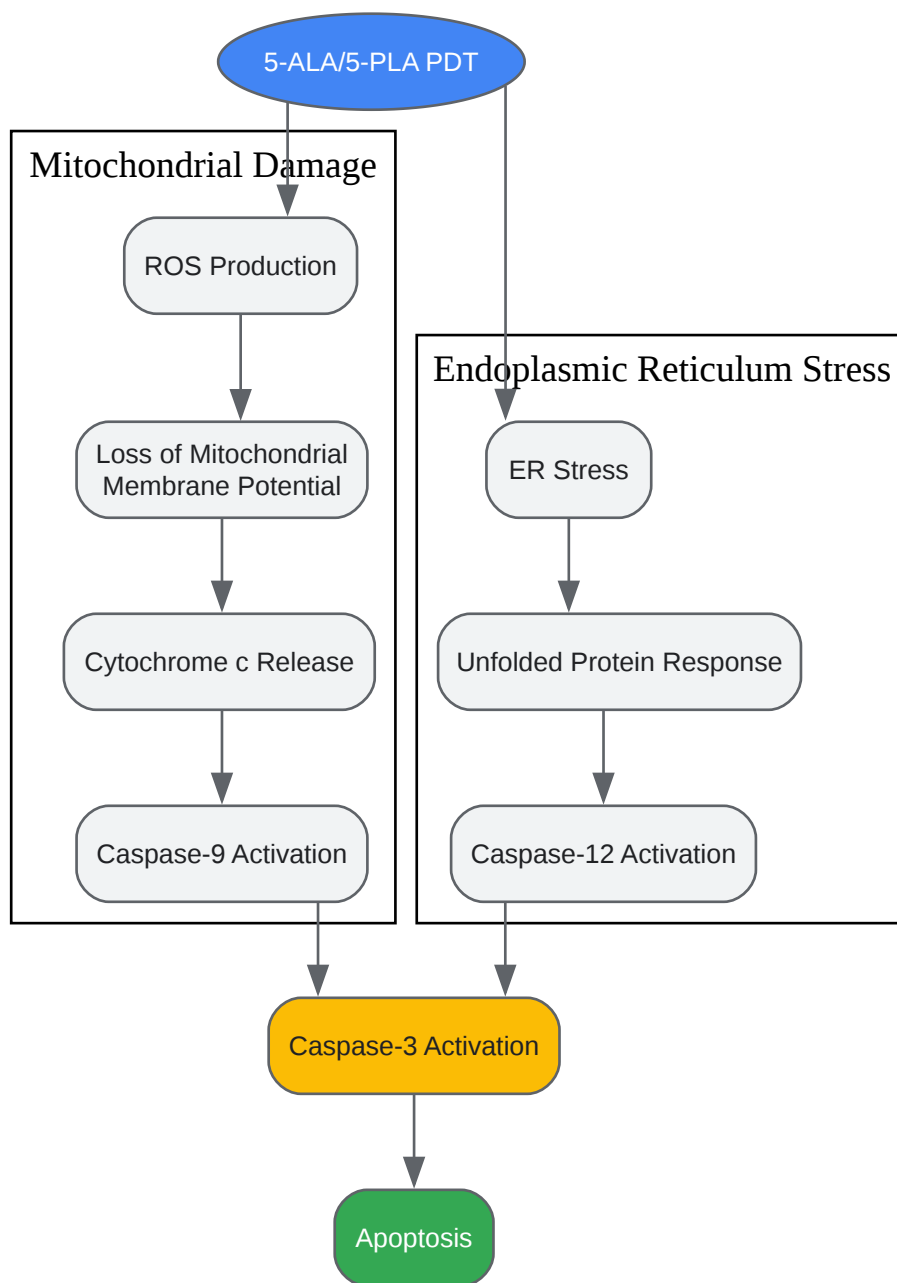 5-ALA/5-PLA PDT
Mitochondrial Damage
ROS Production
Loss of Mitochondrial
Membrane Potential
Cytochrome c Release
Caspase-9 Activation
Endoplasmic Reticulum Stress
ER Stress
Unfolded Protein Response
Caspase-12 Activation
Caspase-3 Activation
Apoptosis